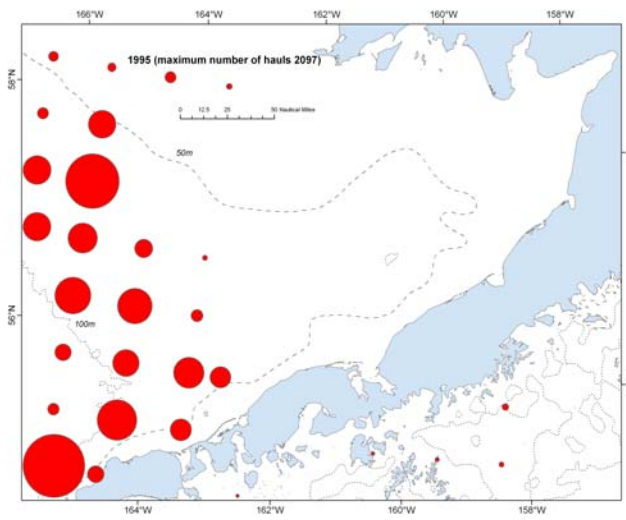 166°W 164°W 162°W 160°W 158°W
58°N
1995 (maximum number of hauls 2097)
0 12.5 25 50 Nautical Miles
50m
56°N
100m
164°W 162°W 160°W 158°W